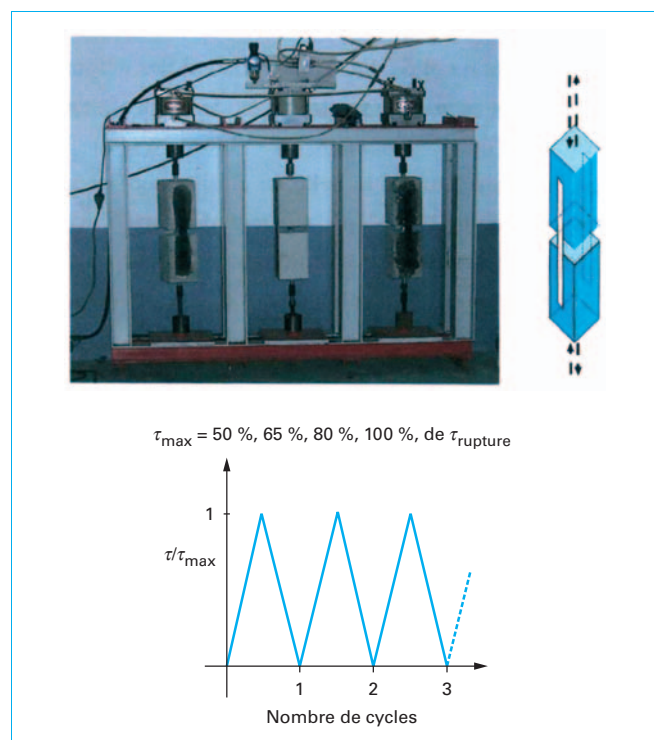 τmax = 50 %, 65 %, 80 %, 100 %, de τrupture
1
τ/τmax
1 2 3
Nombre de cycles